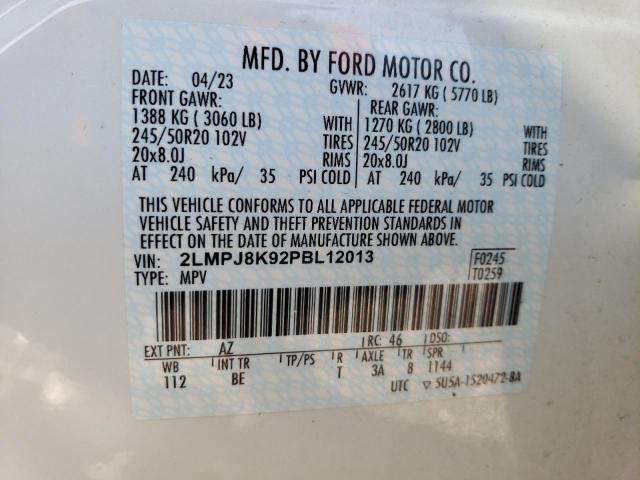 MFD. BY FORD MOTOR CO.
DATE: 04/23 GVWR: 2617 KG ( 5770 LB)
FRONT GAWR: REAR GAWR:
1388 KG ( 3060 LB) WITH 1270 KG ( 2800 LB) WITH
245/50R20 102V TIRES 245/50R20 102V TIRES
20x8.0J RIMS 20x8.0J RIMS
AT 240 kPa/ 35 PSI COLD AT 240 kPa/ 35 PSI COLD
THIS VEHICLE CONFORMS TO ALL APPLICABLE FEDERAL MOTOR
VEHICLE SAFETY AND THEFT PREVENTION STANDARDS IN
EFFECT ON THE DATE OF MANUFACTURE SHOWN ABOVE.
VIN: 2LMPJ8K92PBL12013 F0245
TYPE: MPV T0259
EXT PNT: AZ RC: 46 DSO:
WB INT TR TP/PS R AXLE TR SPR
112 BE T 3A 8 1144
UTC ▽ 5U5A-1520472-BA